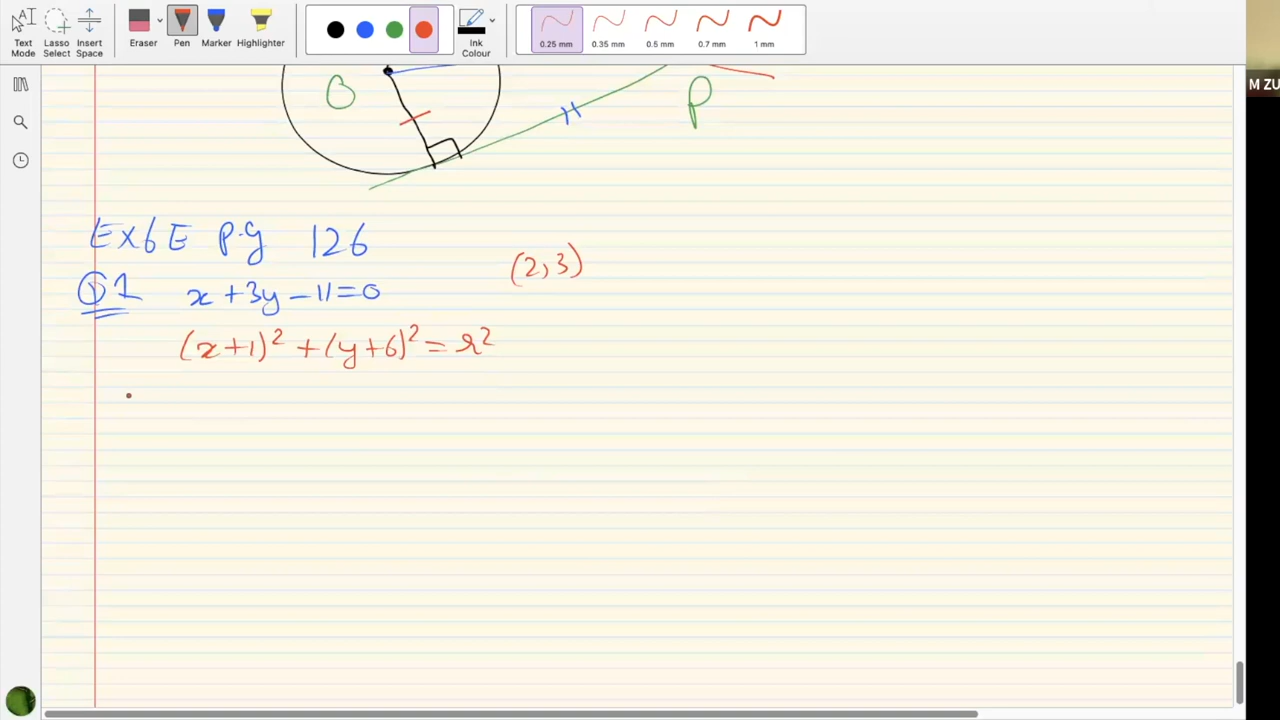 Text Mode
Lasso Select
Insert Space
Eraser
Pen
Marker
Highlighter
Ink Colour
0.25 mm
0.35 mm
0.5 mm
0.7 mm
1 mm
M ZU
O
P
Ex6E P.g 126
Q1 x+3y-11=0
(2,3)
(x+1)²+(y+6)²=r²